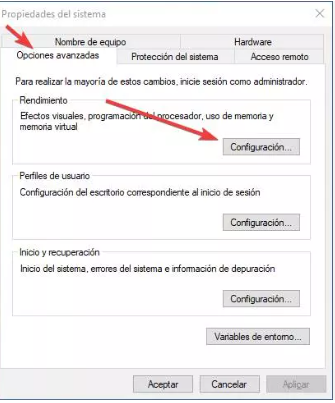 Propiedades del sistema
Nombre de equipo Hardware
Opciones avanzadas Protección del sistema Acceso remoto
Para realizar la mayoría de estos cambios, inicie sesión como administrador.
Rendimiento
Efectos visuales, programación del procesador, uso de memoria y
memoria virtual
Configuración...
Perfiles de usuario
Configuración del escritorio correspondiente al inicio de sesión
Configuración...
Inicio y recuperación
Inicio del sistema, errores del sistema e información de depuración
Configuración...
Variables de entorno...
Aceptar Cancelar Aplicar